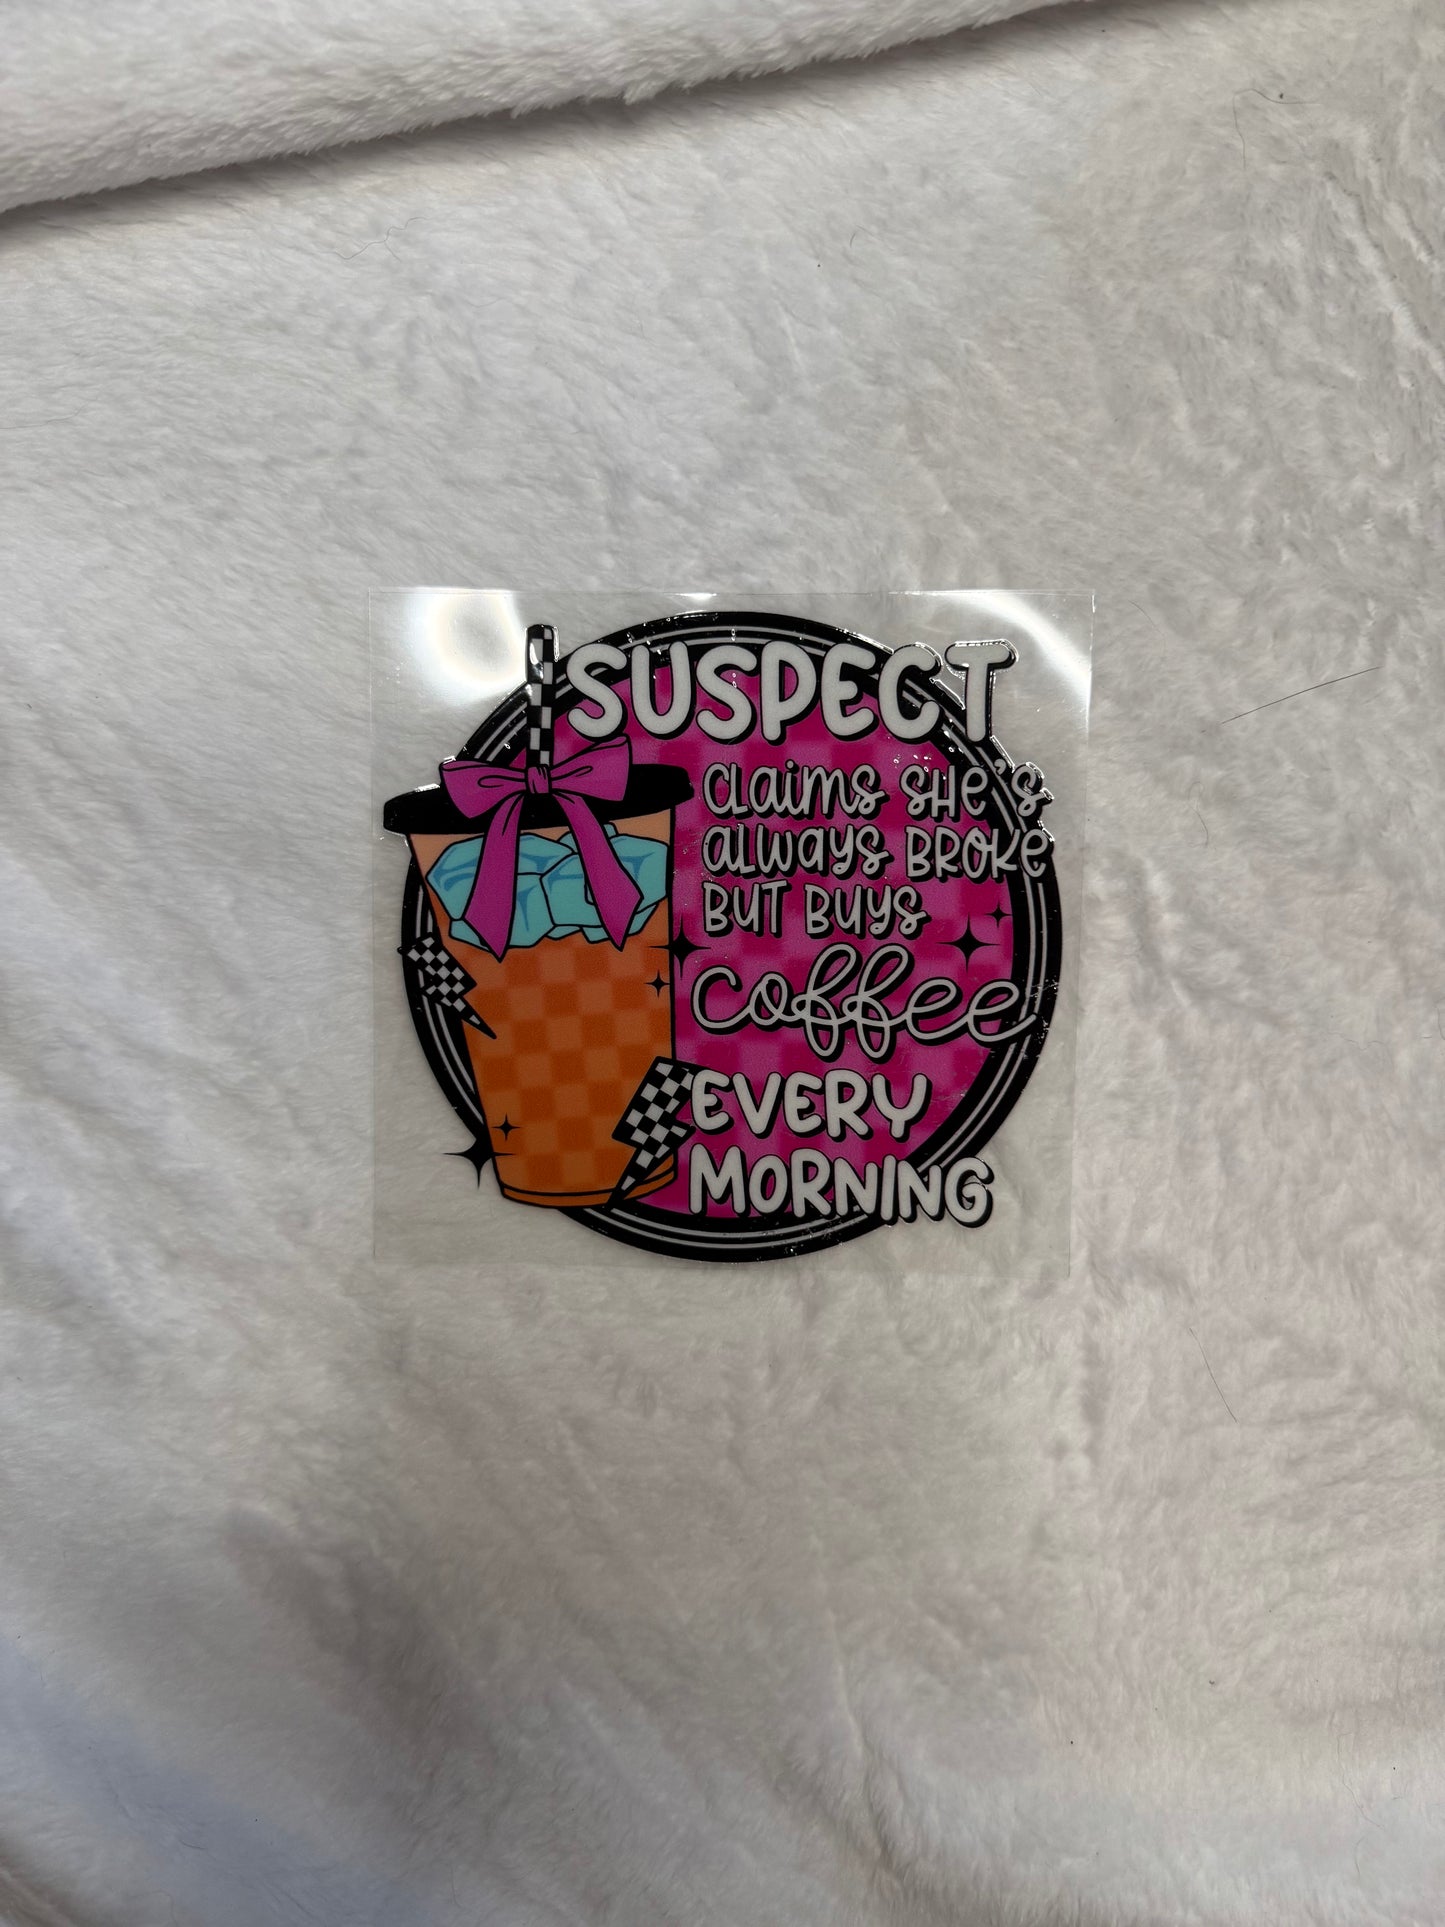 SUSPECT
CLaims SHe's
aLways BROKe
BUT BUYS
coffee
EVERY
MORNING